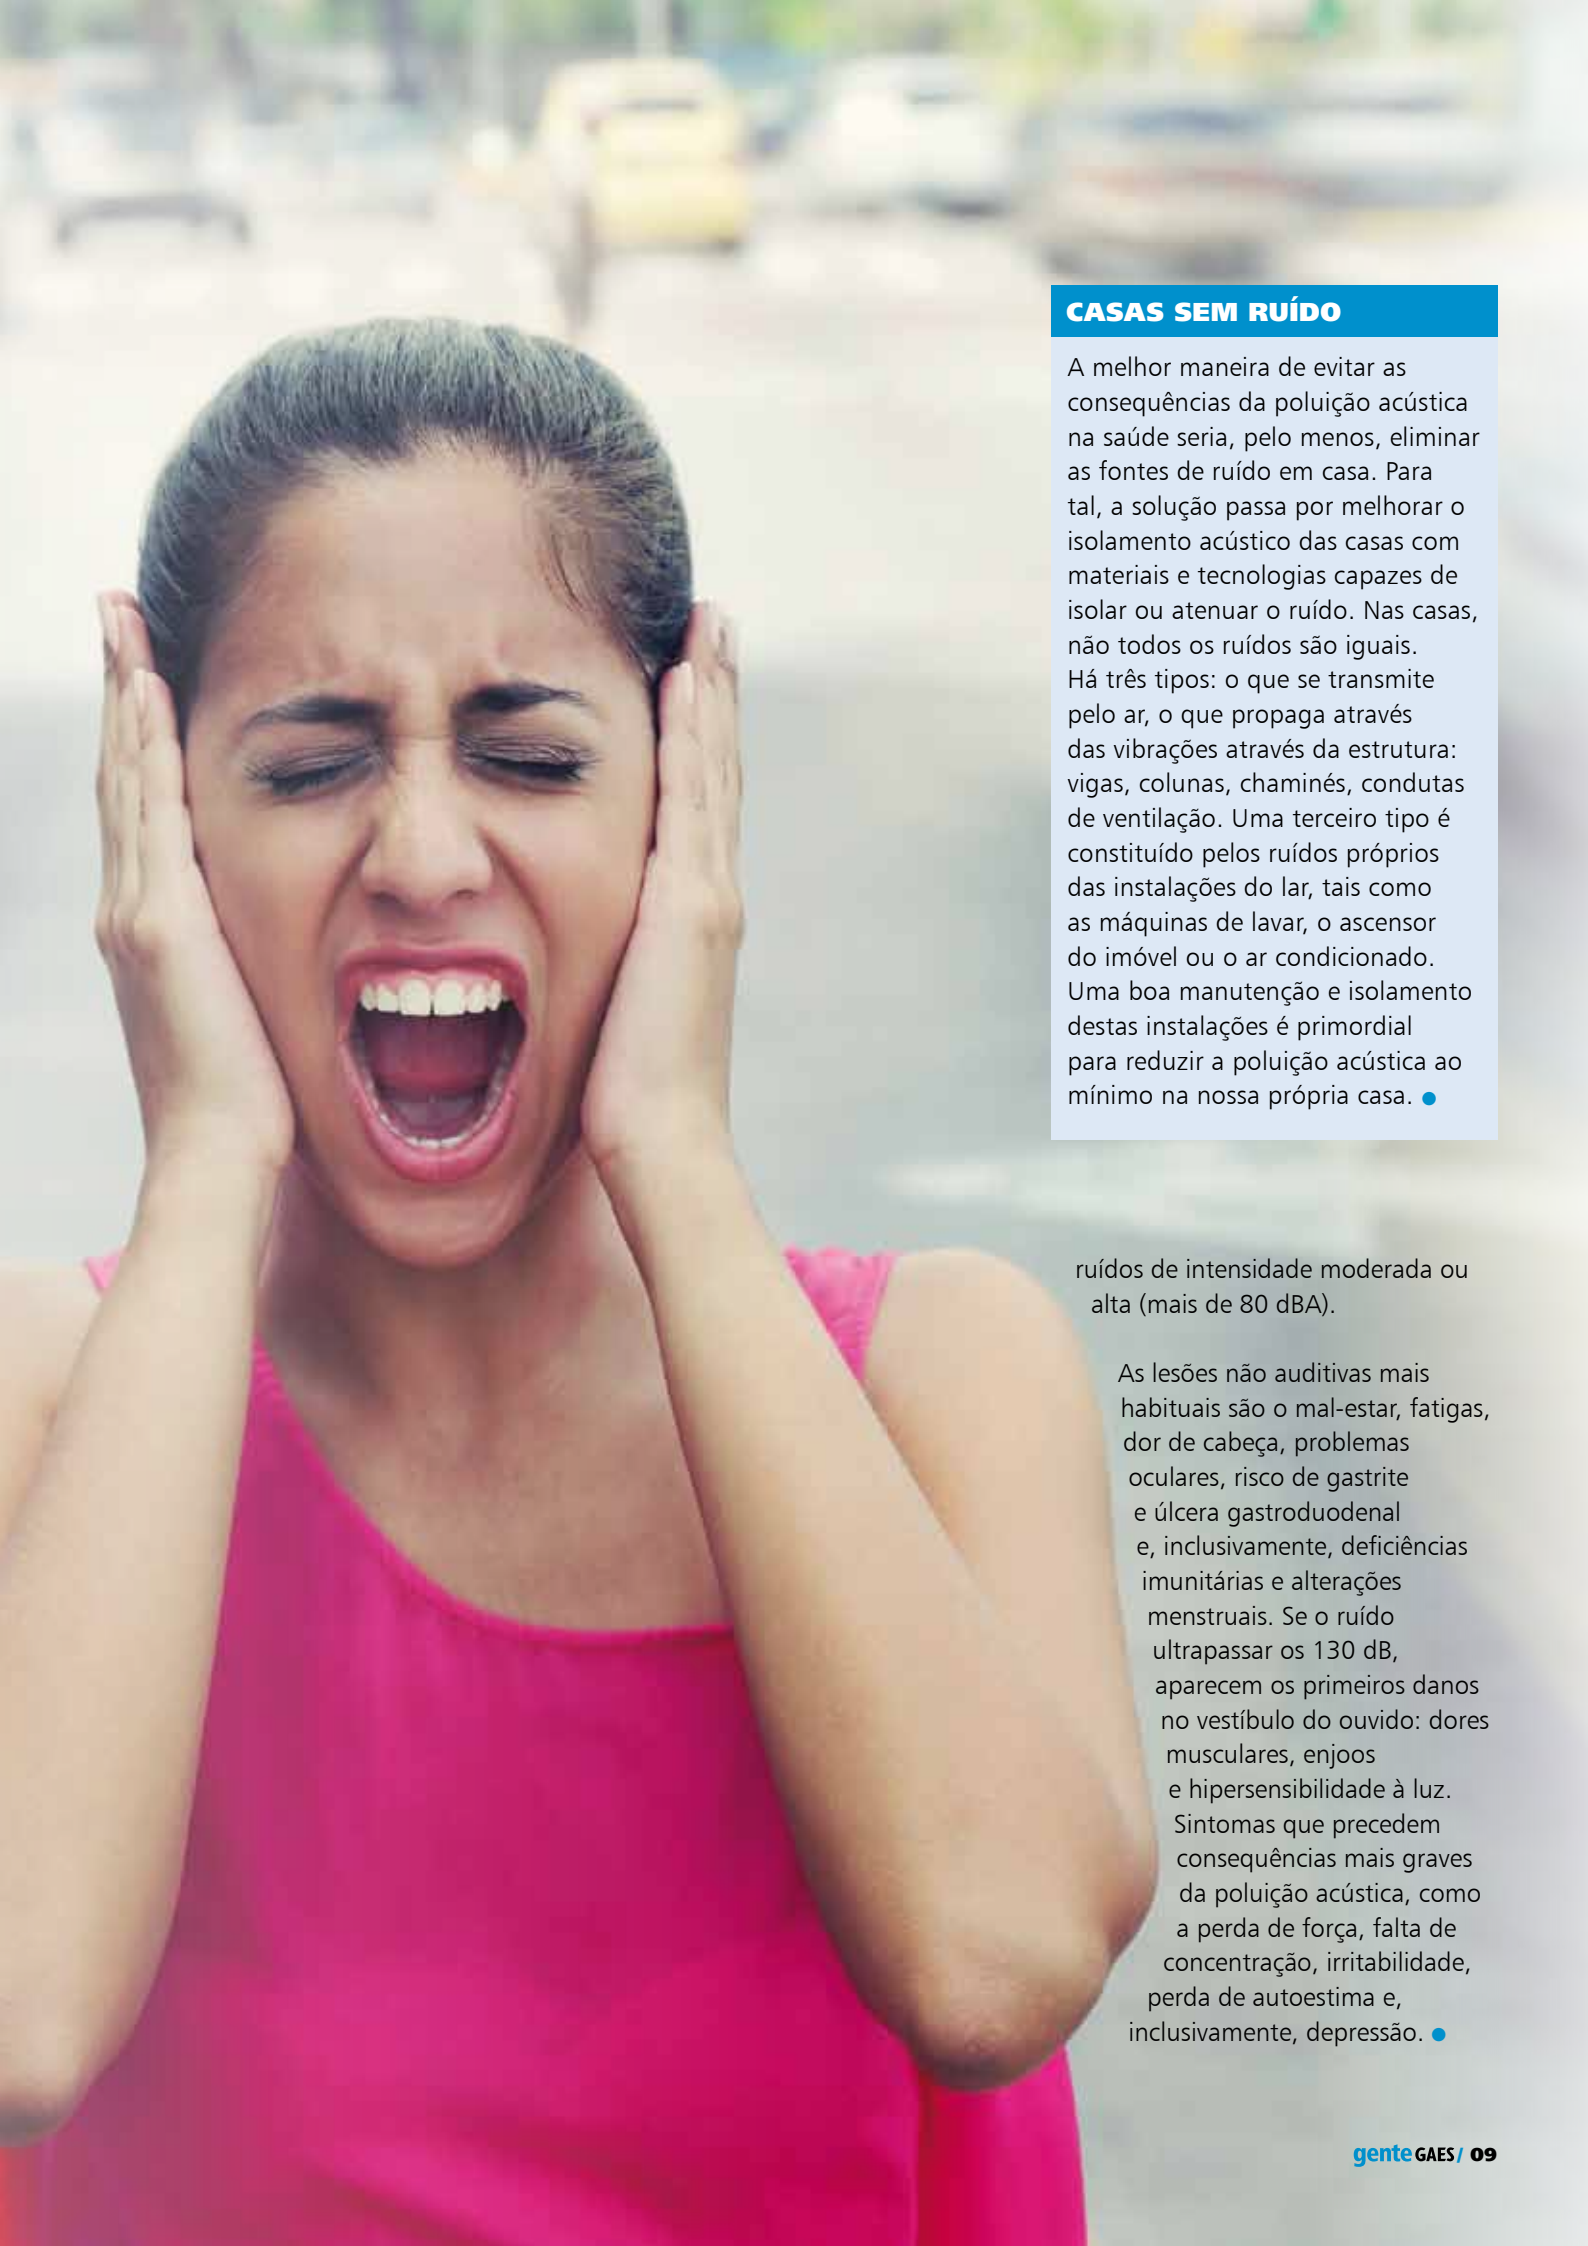 CASAS SEM RUÍDO
A melhor maneira de evitar as
consequências da poluição acústica
na saúde seria, pelo menos, eliminar
as fontes de ruído em casa. Para
tal, a solução passa por melhorar o
isolamento acústico das casas com
materiais e tecnologias capazes de
isolar ou atenuar o ruído. Nas casas,
não todos os ruídos são iguais.
Há três tipos: o que se transmite
pelo ar, o que propaga através
das vibrações através da estrutura:
vigas, colunas, chaminés, condutas
de ventilação. Uma terceiro tipo é
constituído pelos ruídos próprios
das instalações do lar, tais como
as máquinas de lavar, o ascensor
do imóvel ou o ar condicionado.
Uma boa manutenção e isolamento
destas instalações é primordial
para reduzir a poluição acústica ao
mínimo na nossa própria casa. ●
ruídos de intensidade moderada ou
alta (mais de 80 dBA).
As lesões não auditivas mais
habituais são o mal-estar, fatigas,
dor de cabeça, problemas
oculares, risco de gastrite
e úlcera gastroduodenal
e, inclusivamente, deficiências
imunitárias e alterações
menstruais. Se o ruído
ultrapassar os 130 dB,
aparecem os primeiros danos
no vestíbulo do ouvido: dores
musculares, enjoos
e hipersensibilidade à luz.
Sintomas que precedem
consequências mais graves
da poluição acústica, como
a perda de força, falta de
concentração, irritabilidade,
perda de autoestima e,
inclusivamente, depressão. ●
gente GAES/ 09